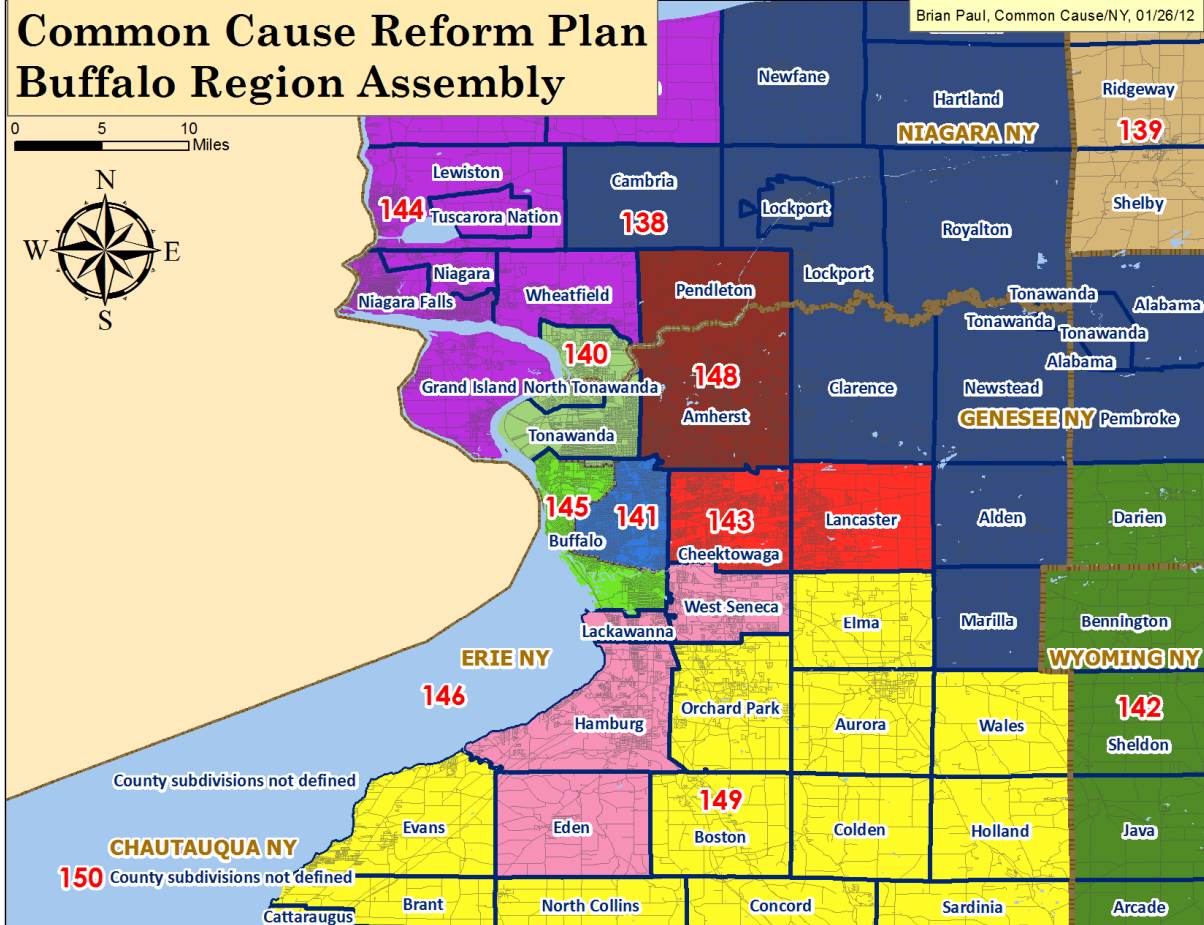 Common Cause Reform Plan
Buffalo Region Assembly
Brian Paul, Common Cause/NY, 01/26/12
0 5 10
Miles
N
W E
S
Newfane
Hartland
Ridgeway
NIAGARA NY
139
Lewiston
Cambria
144
Tuscarora Nation
138
Lockport
Shelby
Royalton
Niagara
Lockport
Niagara Falls
Wheatfield
Pendleton
Tonawanda
Alabama
Tonawanda
Tonawanda
140
Alabama
148
Grand Island
North Tonawanda
Clarence
Newstead
Amherst
GENESEE NY
Pembroke
Tonawanda
145
141
143
Lancaster
Alden
Darien
Buffalo
Cheektowaga
West Seneca
Elma
Marilla
Bennington
Lackawanna
ERIE NY
WYOMING NY
146
Orchard Park
142
Hamburg
Aurora
Wales
Sheldon
County subdivisions not defined
149
Evans
Eden
Boston
Colden
Holland
Java
CHAUTAUQUA NY
150
County subdivisions not defined
Brant
North Collins
Concord
Sardinia
Arcade
Cattaraugus